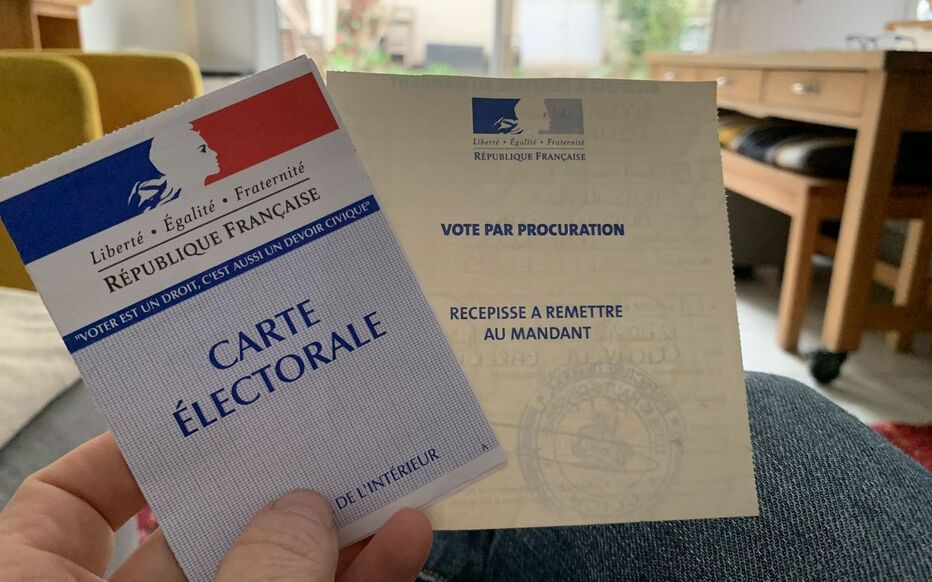 Liberté • Égalité • Fraternité
RÉPUBLIQUE FRANÇAISE
"VOTER EST UN DROIT, C'EST AUSSI UN DEVOIR CIVIQUE"
CARTE
ÉLECTORALE
DE L'INTÉRIEUR
Liberté • Égalité • Fraternité
RÉPUBLIQUE FRANÇAISE
VOTE PAR PROCURATION
RECEPISSE A REMETTRE
AU MANDANT